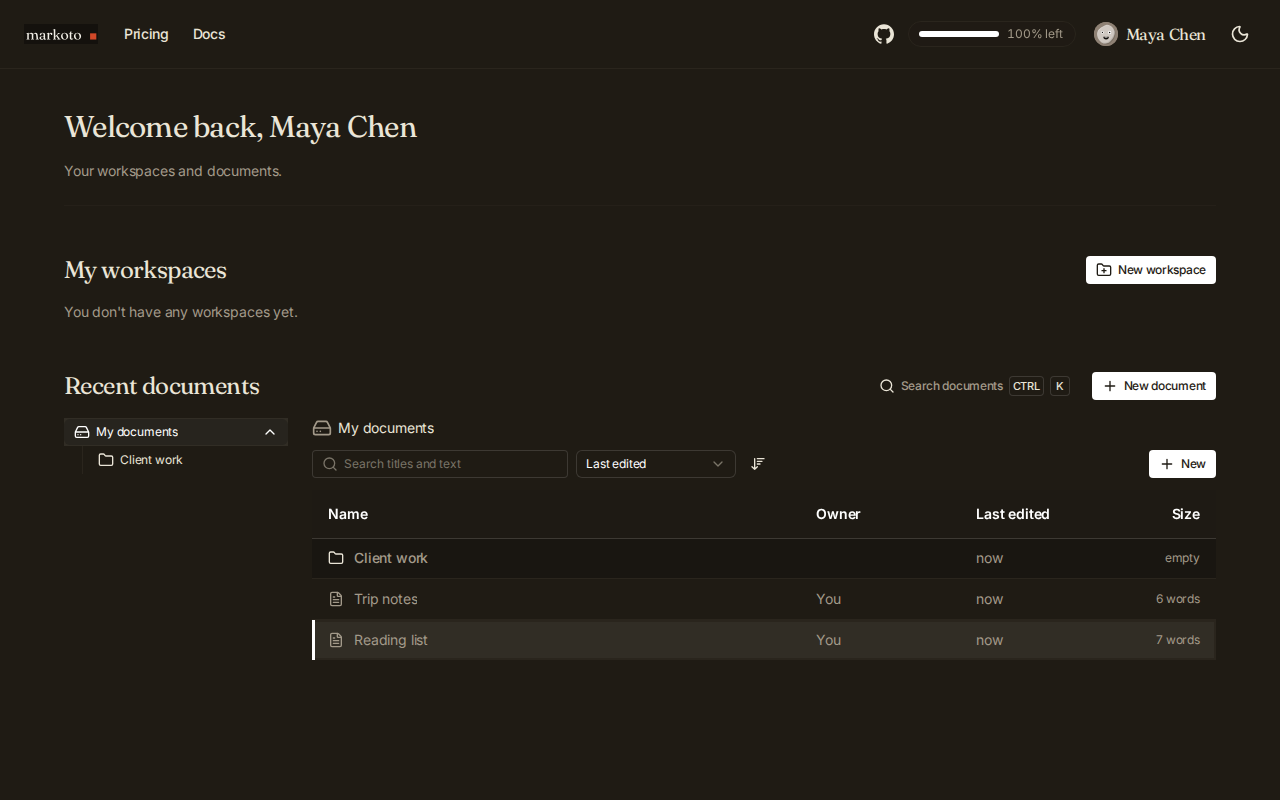 markoto Pricing Docs 100% left Maya Chen
Welcome back, Maya Chen
Your workspaces and documents.
My workspaces New workspace
You don't have any workspaces yet.
Recent documents Search documents CTRL K New document
My documents
Client work
My documents
Search titles and text Last edited New
Name Owner Last edited Size
Client work now empty
Trip notes You now 6 words
Reading list You now 7 words